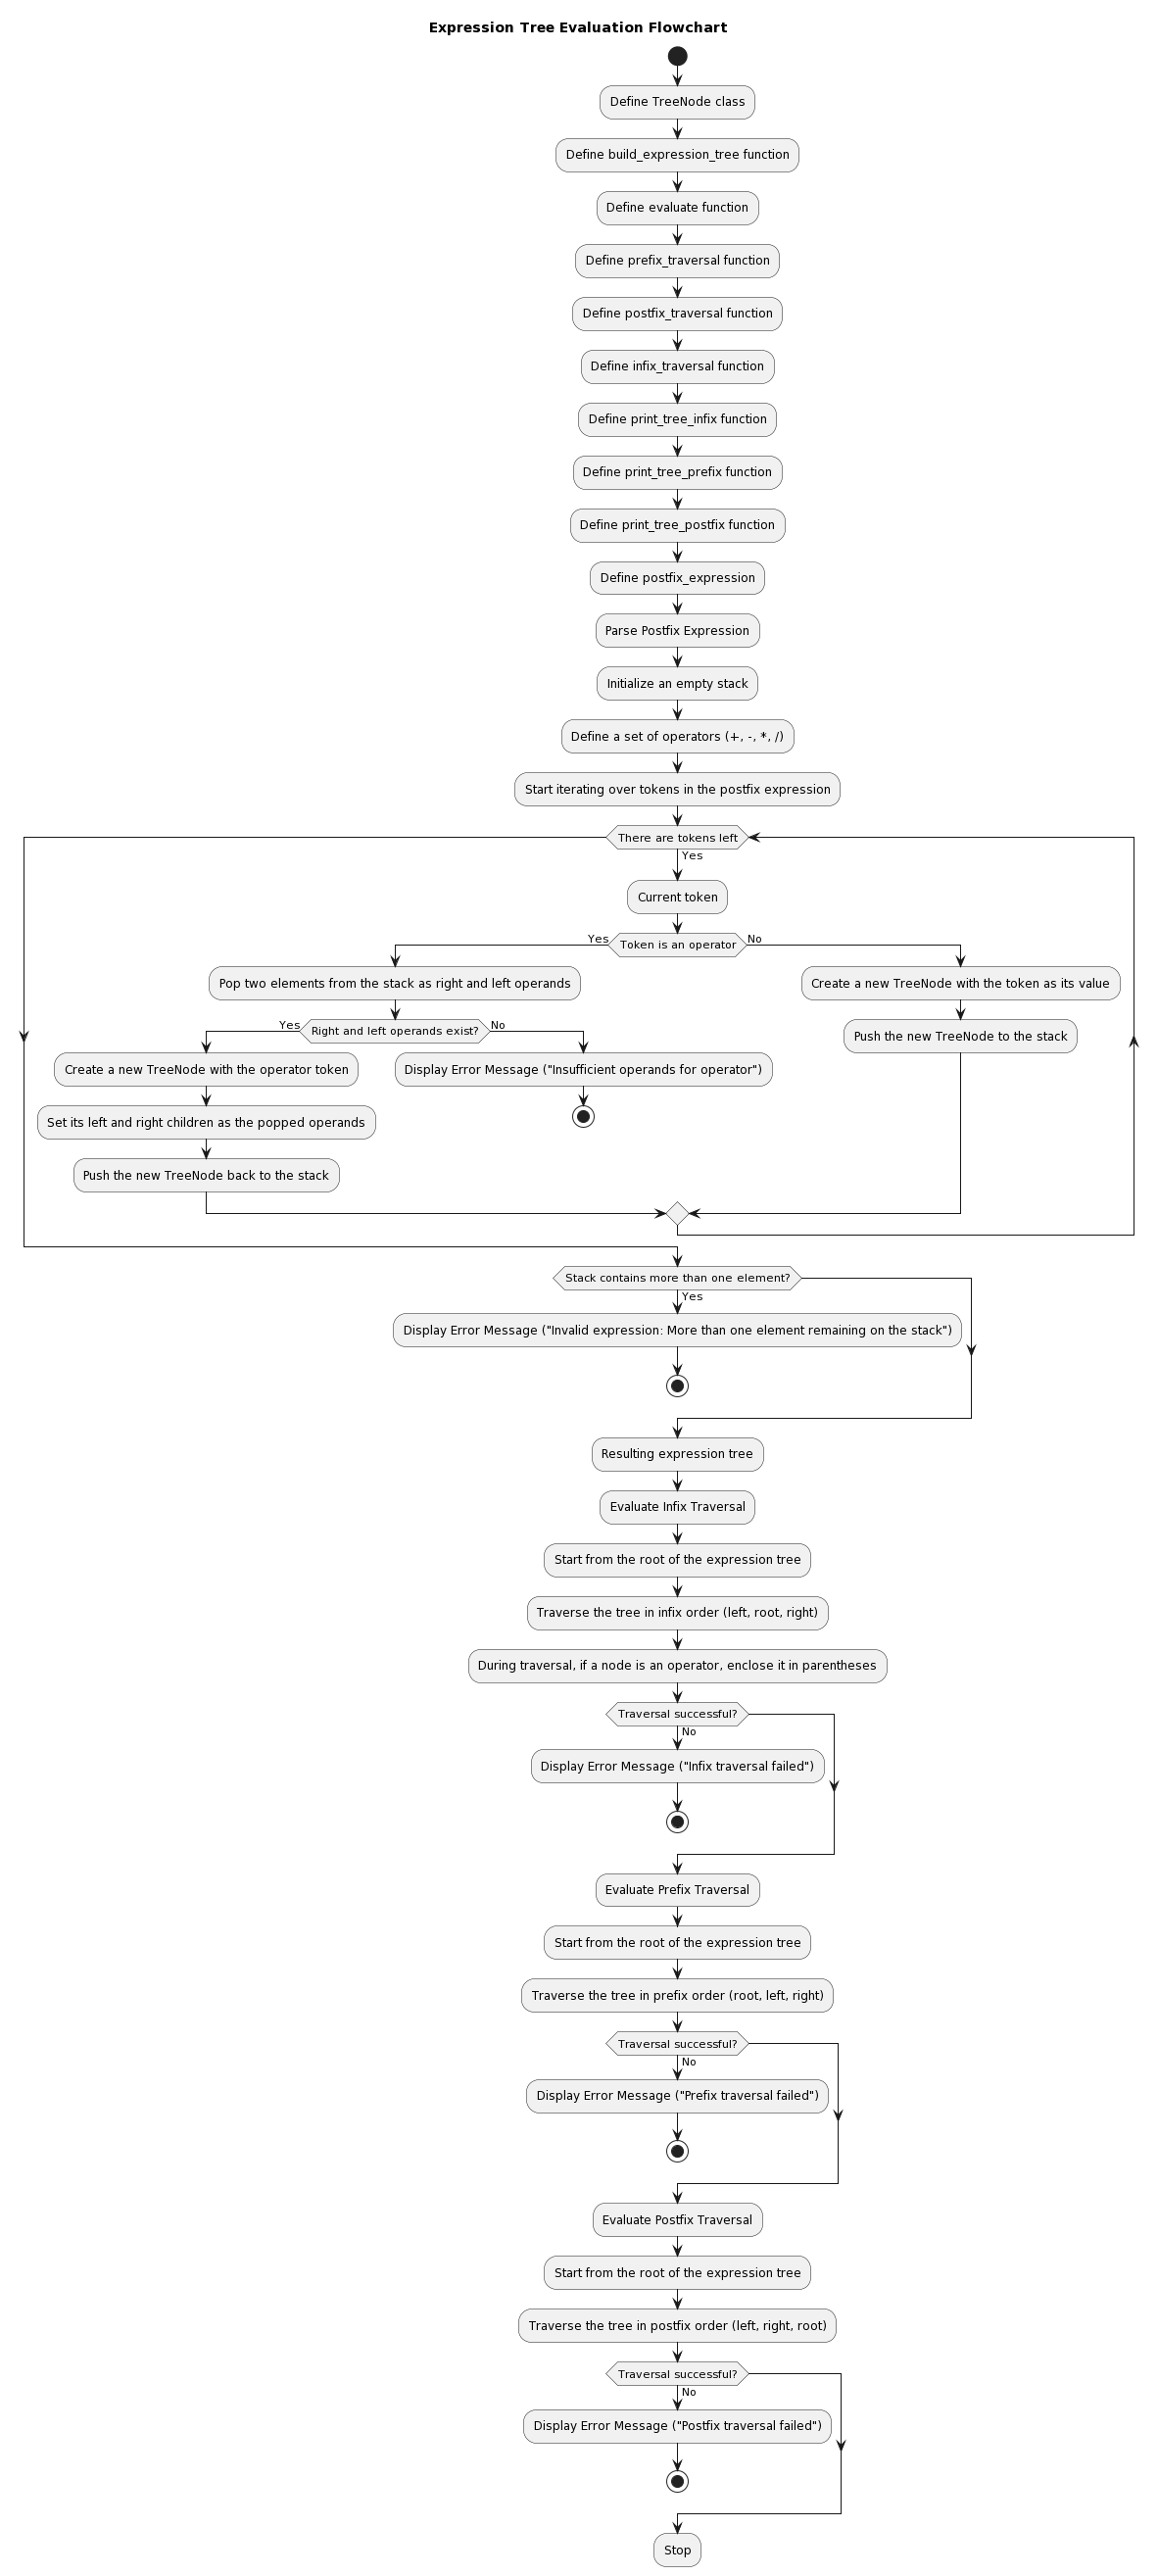 Expression Tree Evaluation Flowchart
Define TreeNode class
Define build_expression_tree function
Define evaluate function
Define prefix_traversal function
Define postfix_traversal function
Define infix_traversal function
Define print_tree_infix function
Define print_tree_prefix function
Define print_tree_postfix function
Define postfix_expression
Parse Postfix Expression
Initialize an empty stack
Define a set of operators (+, -, *, /)
Start iterating over tokens in the postfix expression
There are tokens left
Yes
Current token
Yes
Token is an operator
No
Pop two elements from the stack as right and left operands
Create a new TreeNode with the token as its value
Yes
Right and left operands exist?
No
Push the new TreeNode to the stack
Create a new TreeNode with the operator token
Display Error Message ("Insufficient operands for operator")
Set its left and right children as the popped operands
Push the new TreeNode back to the stack
Stack contains more than one element?
Yes
Display Error Message ("Invalid expression: More than one element remaining on the stack")
Resulting expression tree
Evaluate Infix Traversal
Start from the root of the expression tree
Traverse the tree in infix order (left, root, right)
During traversal, if a node is an operator, enclose it in parentheses
Traversal successful?
No
Display Error Message ("Infix traversal failed")
Evaluate Prefix Traversal
Start from the root of the expression tree
Traverse the tree in prefix order (root, left, right)
Traversal successful?
No
Display Error Message ("Prefix traversal failed")
Evaluate Postfix Traversal
Start from the root of the expression tree
Traverse the tree in postfix order (left, right, root)
Traversal successful?
No
Display Error Message ("Postfix traversal failed")
Stop